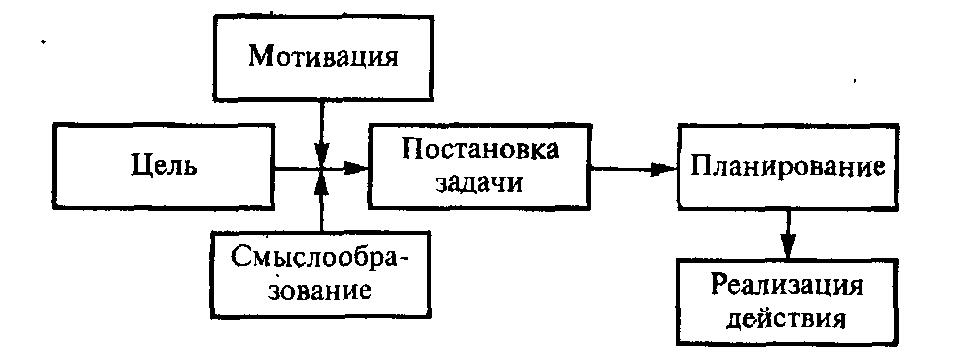 Мотивация
Цель
Постановка
задачи
Планирование
Смыслообра-
зование
Реализация
действия